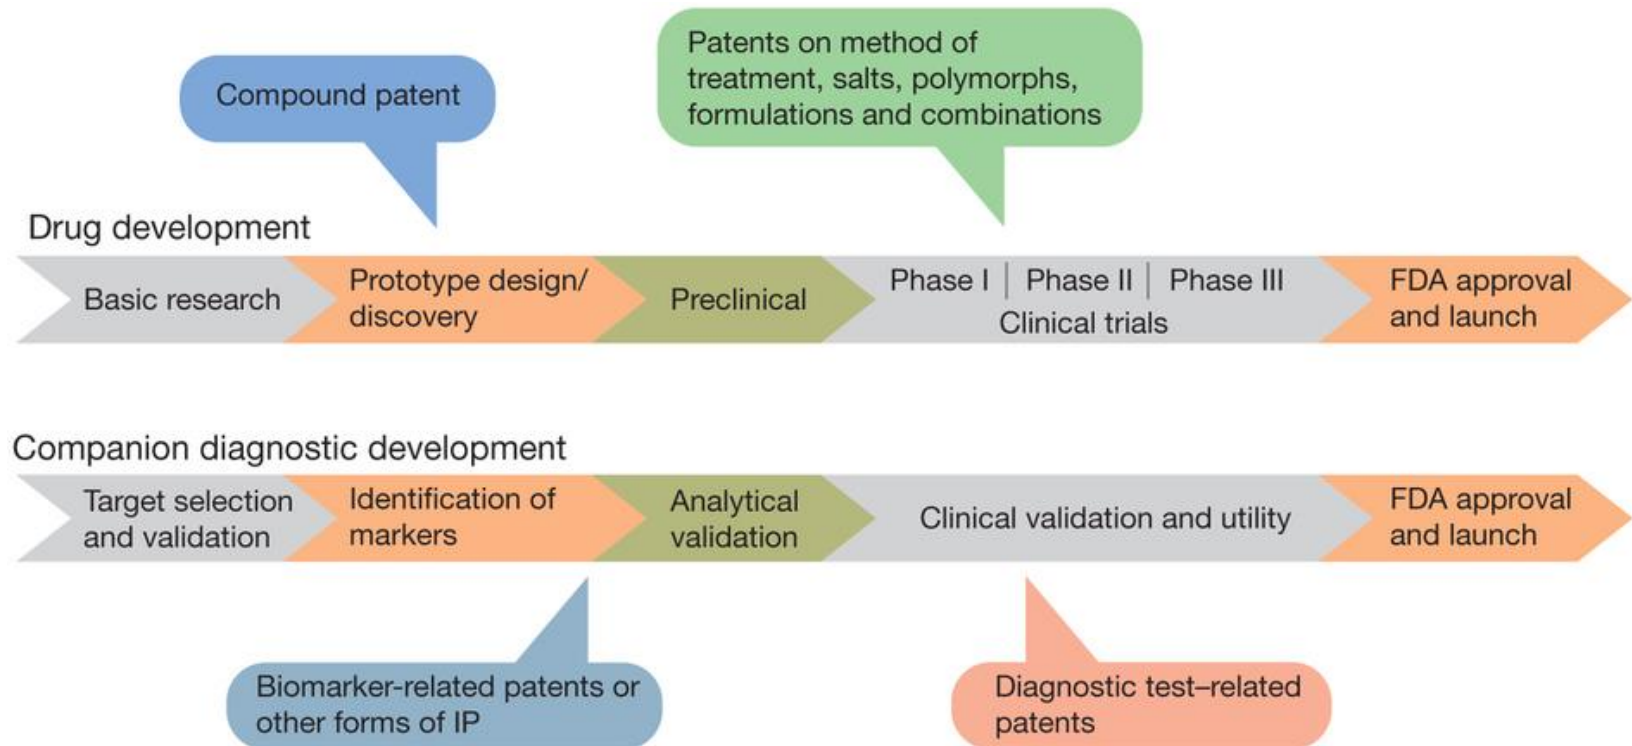 Compound patent
Patents on method of
treatment, salts, polymorphs,
formulations and combinations
Drug development
Basic research
Prototype design/
discovery
Preclinical
Phase I | Phase II | Phase III
Clinical trials
FDA approval
and launch
Companion diagnostic development
Target selection
and validation
Identification of
markers
Analytical
validation
Clinical validation and utility
FDA approval
and launch
Biomarker-related patents or
other forms of IP
Diagnostic test–related
patents